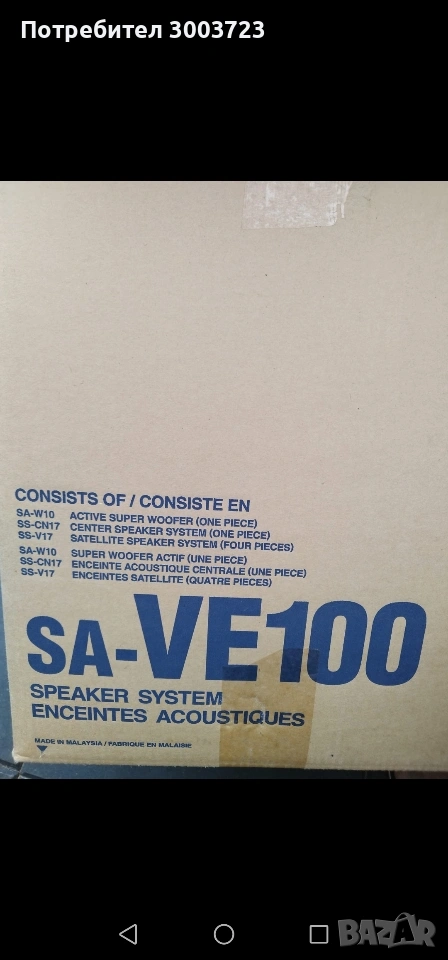 Потребител 3003723
CONSISTS OF / CONSISTE EN
SA-W10 ACTIVE SUPER WOOFER (ONE PIECE)
SS-CN17 CENTER SPEAKER SYSTEM (ONE PIECE)
SS-V17 SATELLITE SPEAKER SYSTEM (FOUR PIECES)
SA-W10 SUPER WOOFER ACTIF (UNE PIECE)
SS-CN17 ENCEINTE ACOUSTIQUE CENTRALE (UNE PIECE)
SS-V17 ENCEINTES SATELLITE (QUATRE PIECES)
SA-VE100
SPEAKER SYSTEM
ENCEINTES ACOUSTIQUES
MADE IN MALAYSIA / FABRIQUE EN MALAISIE
BAZAR